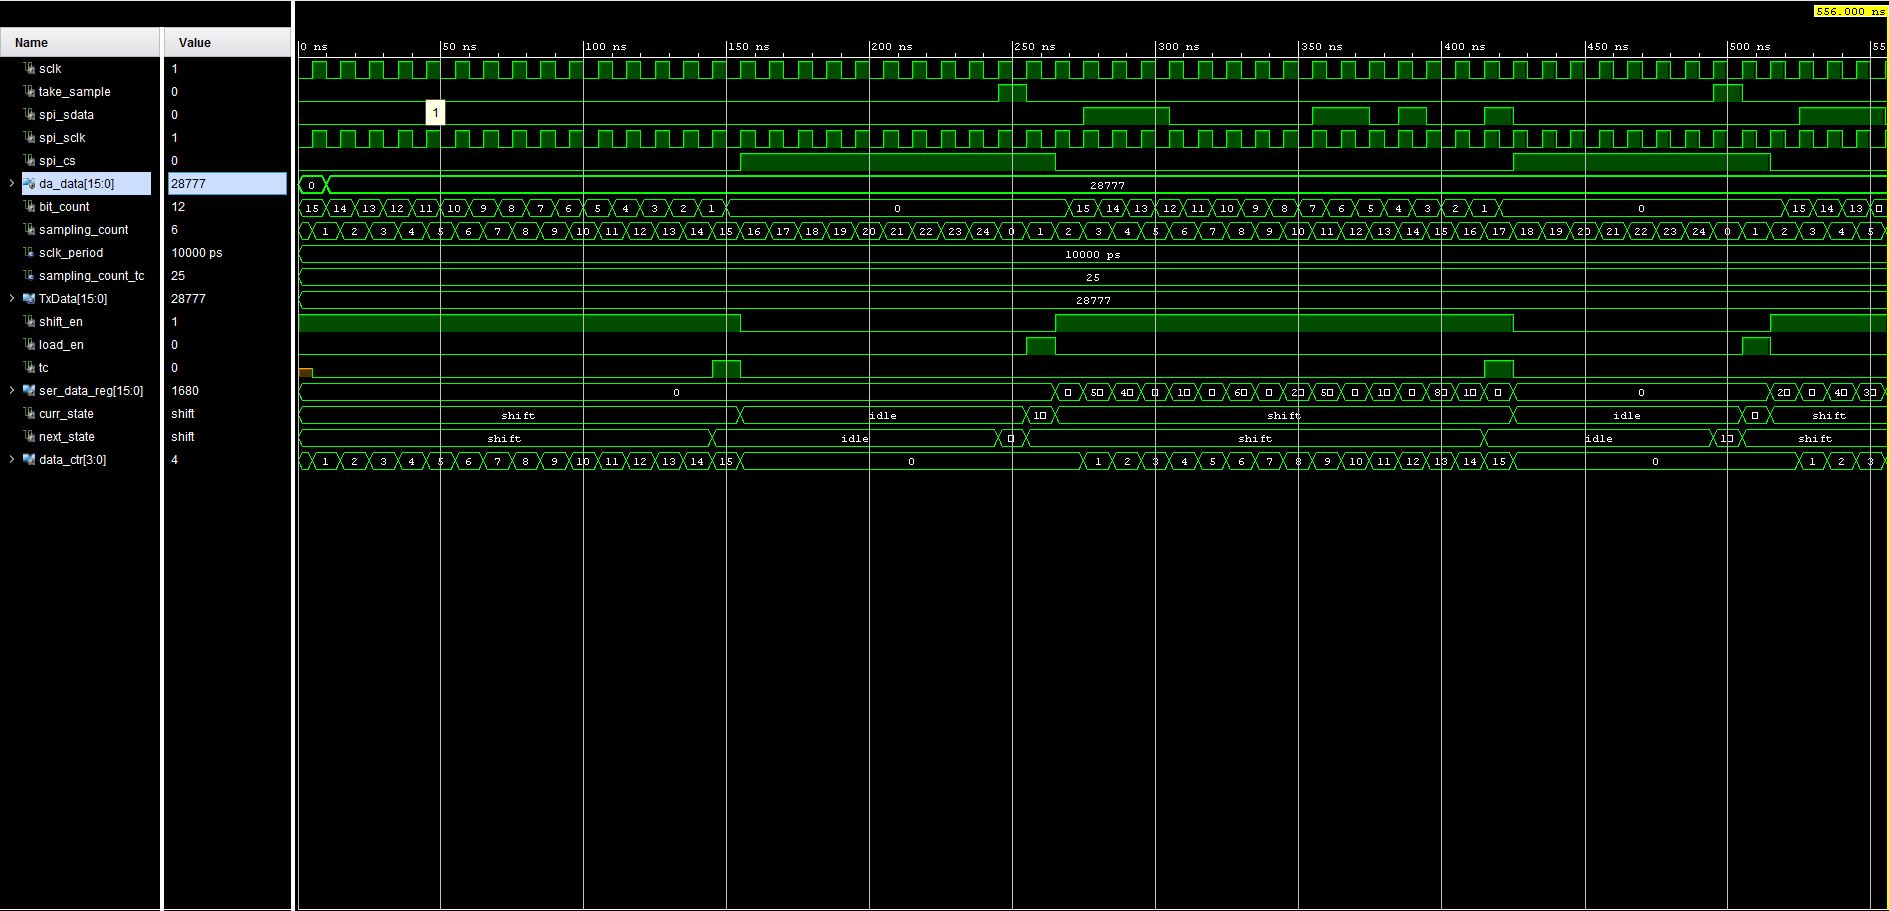 556.000 ns
Name Value
0 ns 50 ns 100 ns 150 ns 200 ns 250 ns 300 ns 350 ns 400 ns 450 ns 500 ns 55
sclk 1
take_sample 0
spi_sdata 0
1
spi_sclk 1
spi_cs 0
da_data[15:0] 28777 0 28777
bit_count 12 15 14 13 12 11 10 9 8 7 6 5 4 3 2 1 0 15 14 13 12 11 10 9 8 7 6 5 4 3 2 1 0 15 14 13
sampling_count 6 1 2 3 4 5 6 7 8 9 10 11 12 13 14 15 16 17 18 19 20 21 22 23 24 0 1 2 3 4 5 6 7 8 9 10 11 12 13 14 15 16 17 18 19 20 21 22 23 24 0 1 2 3 4 5
sclk_period 10000 ps 10000 ps
sampling_count_tc 25 25
TxData[15:0] 28777 28777
shift_en 1
load_en 0
tc 0
ser_data_reg[15:0] 1680 0 50 40 10 60 20 50 10 80 10 0 20 40 30
curr_state shift shift idle 10 shift idle shift
next_state shift shift idle shift idle 10 shift
data_ctr[3:0] 4 1 2 3 4 5 6 7 8 9 10 11 12 13 14 15 0 1 2 3 4 5 6 7 8 9 10 11 12 13 14 15 0 1 2 3